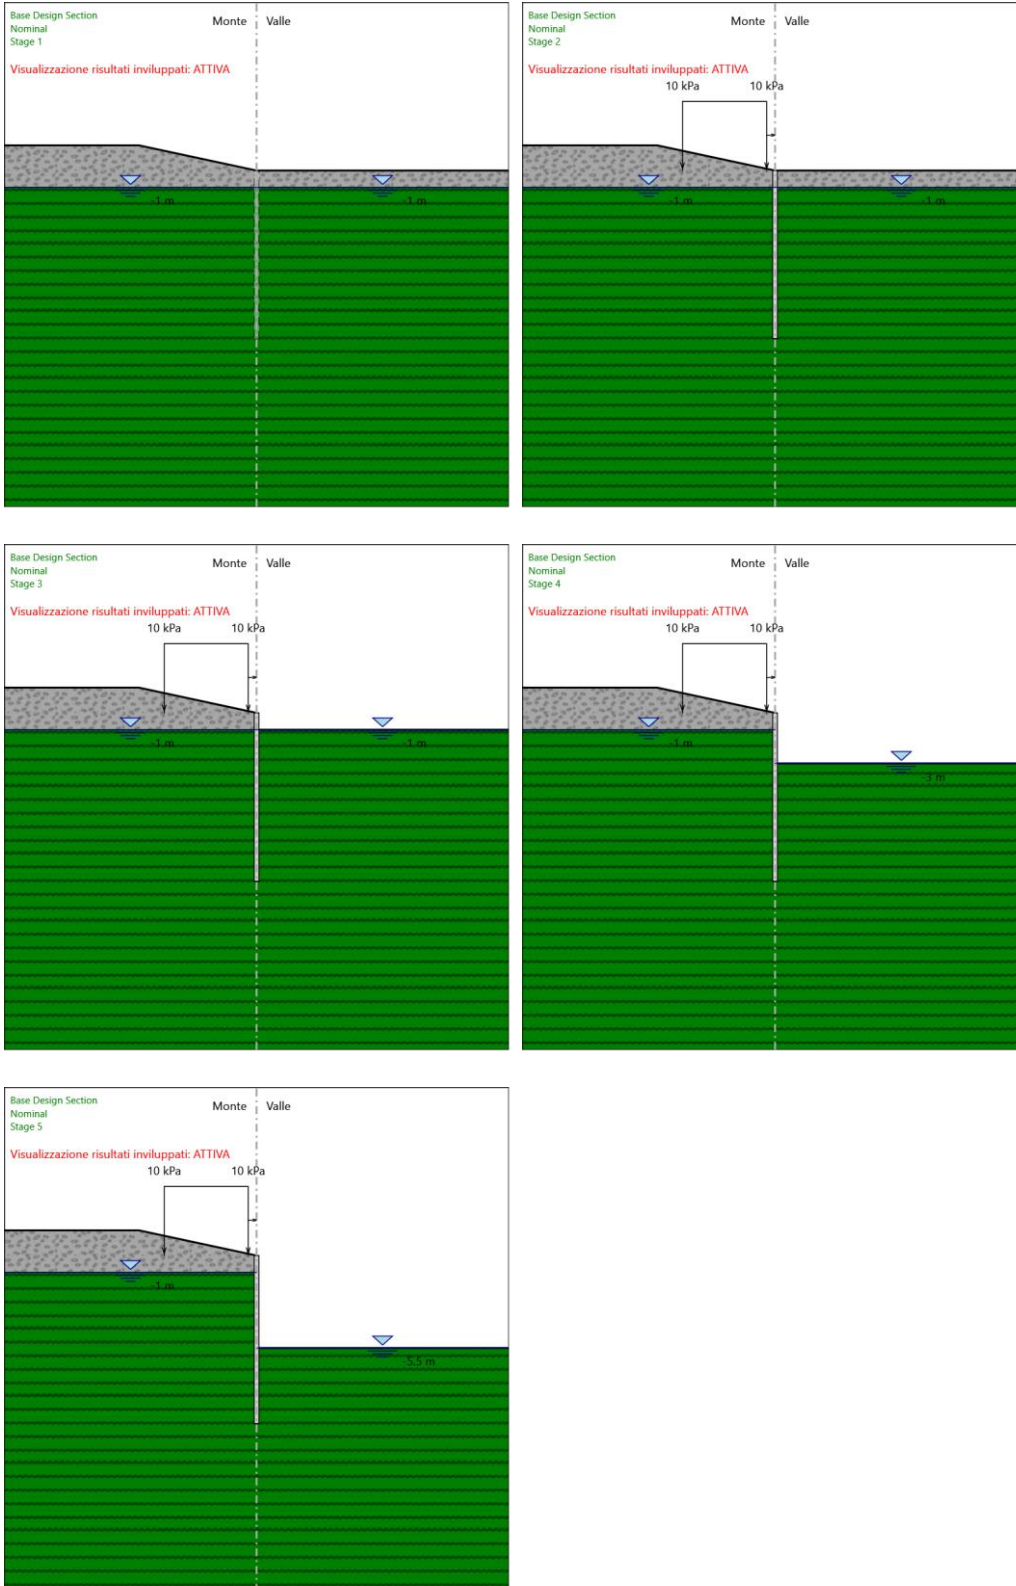 Base Design Section
Nominal
Stage 1
Monte
Valle
Visualizzazione risultati inviluppati: ATTIVA
-1 m
-1 m
Base Design Section
Nominal
Stage 2
Monte
Valle
Visualizzazione risultati inviluppati: ATTIVA
10 kPa
10 kPa
-1 m
-1 m
Base Design Section
Nominal
Stage 3
Monte
Valle
Visualizzazione risultati inviluppati: ATTIVA
10 kPa
10 kPa
-1 m
-1 m
Base Design Section
Nominal
Stage 4
Monte
Valle
Visualizzazione risultati inviluppati: ATTIVA
10 kPa
10 kPa
-1 m
-3 m
Base Design Section
Nominal
Stage 5
Monte
Valle
Visualizzazione risultati inviluppati: ATTIVA
10 kPa
10 kPa
-1 m
-5.5 m